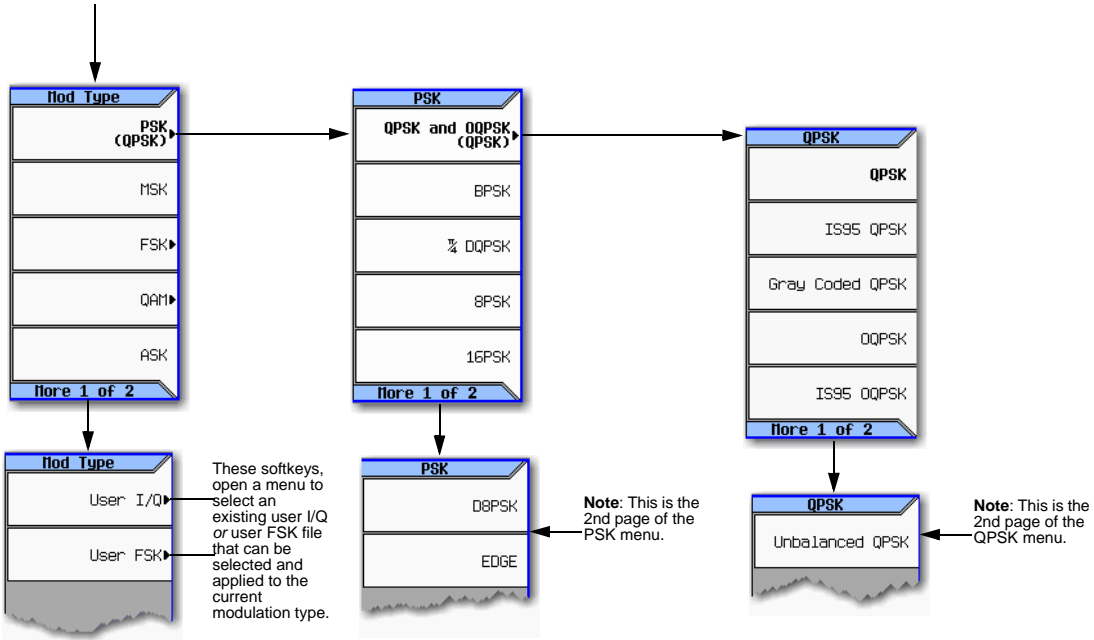 Mod Type
PSK
(QPSK)
MSK
FSK
QAM
ASK
More 1 of 2
Mod Type
User I/Q
User FSK
These softkeys,
open a menu to
select an
existing user I/Q
or user FSK file
that can be
selected and
applied to the
current
modulation type.
PSK
QPSK and OQPSK
(QPSK)
BPSK
π/4 DQPSK
8PSK
16PSK
More 1 of 2
PSK
D8PSK
EDGE
Note: This is the
2nd page of the
PSK menu.
QPSK
QPSK
IS95 QPSK
Gray Coded QPSK
OQPSK
IS95 OQPSK
More 1 of 2
QPSK
Unbalanced QPSK
Note: This is the
2nd page of the
QPSK menu.